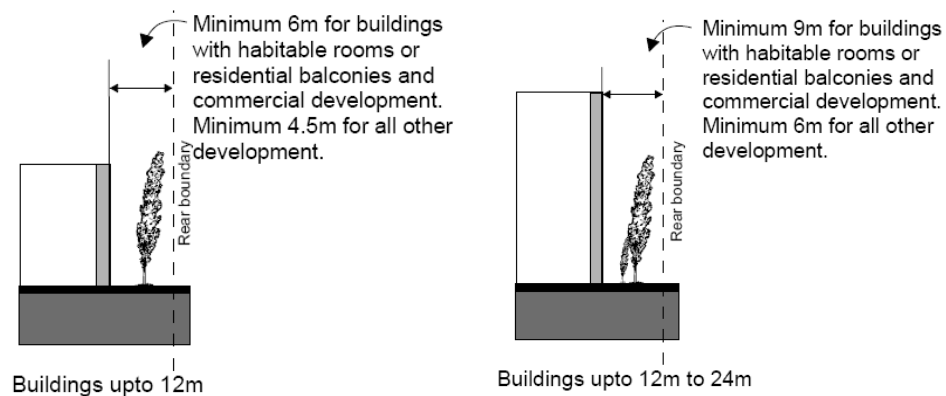 Minimum 6m for buildings
with habitable rooms or
residential balconies and
commercial development.
Minimum 4.5m for all other
development.
Rear boundary
Buildings upto 12m
Minimum 9m for buildings
with habitable rooms or
residential balconies and
commercial development.
Minimum 6m for all other
development.
Rear boundary
Buildings upto 12m to 24m